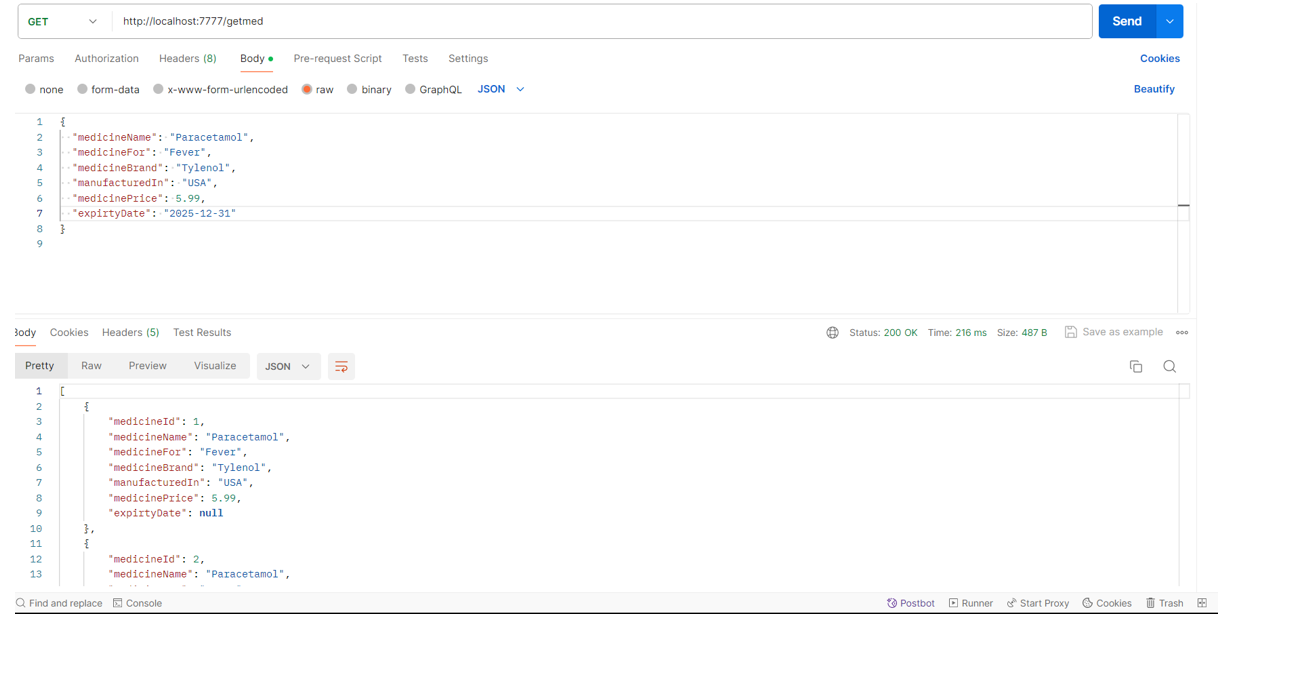 GET http://localhost:7777/getmed Send
Params Authorization Headers (8) Body Pre-request Script Tests Settings Cookies
none form-data x-www-form-urlencoded raw binary GraphQL JSON Beautify
1 {
2 "medicineName": "Paracetamol",
3 "medicineFor": "Fever",
4 "medicineBrand": "Tylenol",
5 "manufacturedIn": "USA",
6 "medicinePrice": 5.99,
7 "expirtyDate": "2025-12-31"
8 }
9
Body Cookies Headers (5) Test Results Status: 200 OK Time: 216 ms Size: 487 B Save as example
Pretty Raw Preview Visualize JSON
1 [
2 {
3 "medicineId": 1,
4 "medicineName": "Paracetamol",
5 "medicineFor": "Fever",
6 "medicineBrand": "Tylenol",
7 "manufacturedIn": "USA",
8 "medicinePrice": 5.99,
9 "expirtyDate": null
10 },
11 {
12 "medicineId": 2,
13 "medicineName": "Paracetamol",
Find and replace Console Postbot Runner Start Proxy Cookies Trash